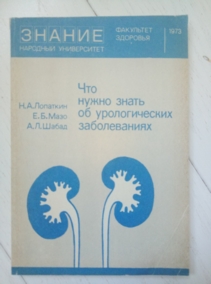 ЗНАНИЕ
НАРОДНЫЙ УНИВЕРСИТЕТ
ФАКУЛЬТЕТ
ЗДОРОВЬЯ
1973
Н.А.Лопаткин
Е.Б.Мазо
А.Л.Шабад
Что
нужно знать
об урологических
заболеваниях